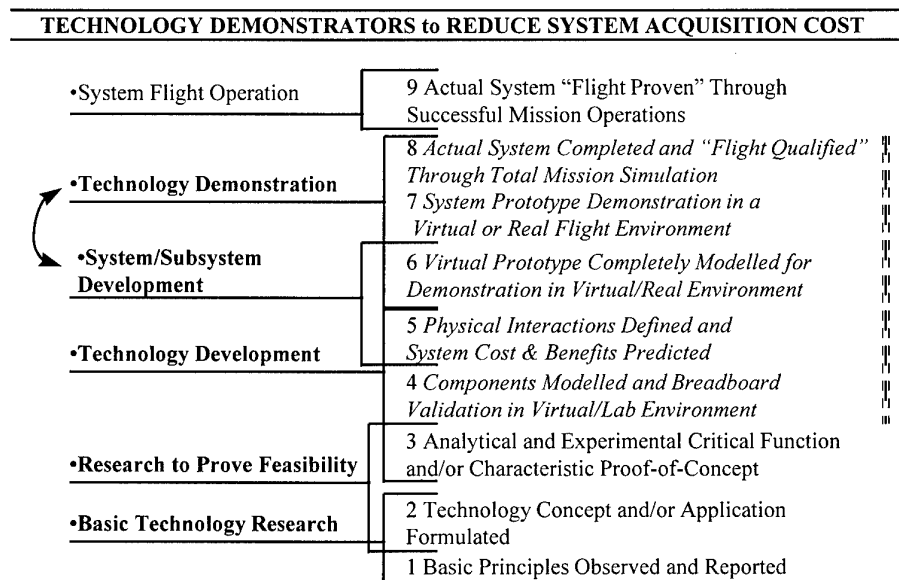 TECHNOLOGY DEMONSTRATORS to REDUCE SYSTEM ACQUISITION COST
•System Flight Operation
9 Actual System “Flight Proven” Through
Successful Mission Operations
8 Actual System Completed and “Flight Qualified”
Through Total Mission Simulation
•Technology Demonstration
7 System Prototype Demonstration in a
Virtual or Real Flight Environment
•System/Subsystem
Development
6 Virtual Prototype Completely Modelled for
Demonstration in Virtual/Real Environment
5 Physical Interactions Defined and
System Cost & Benefits Predicted
•Technology Development
4 Components Modelled and Breadboard
Validation in Virtual/Lab Environment
•Research to Prove Feasibility
3 Analytical and Experimental Critical Function
and/or Characteristic Proof-of-Concept
•Basic Technology Research
2 Technology Concept and/or Application
Formulated
1 Basic Principles Observed and Reported